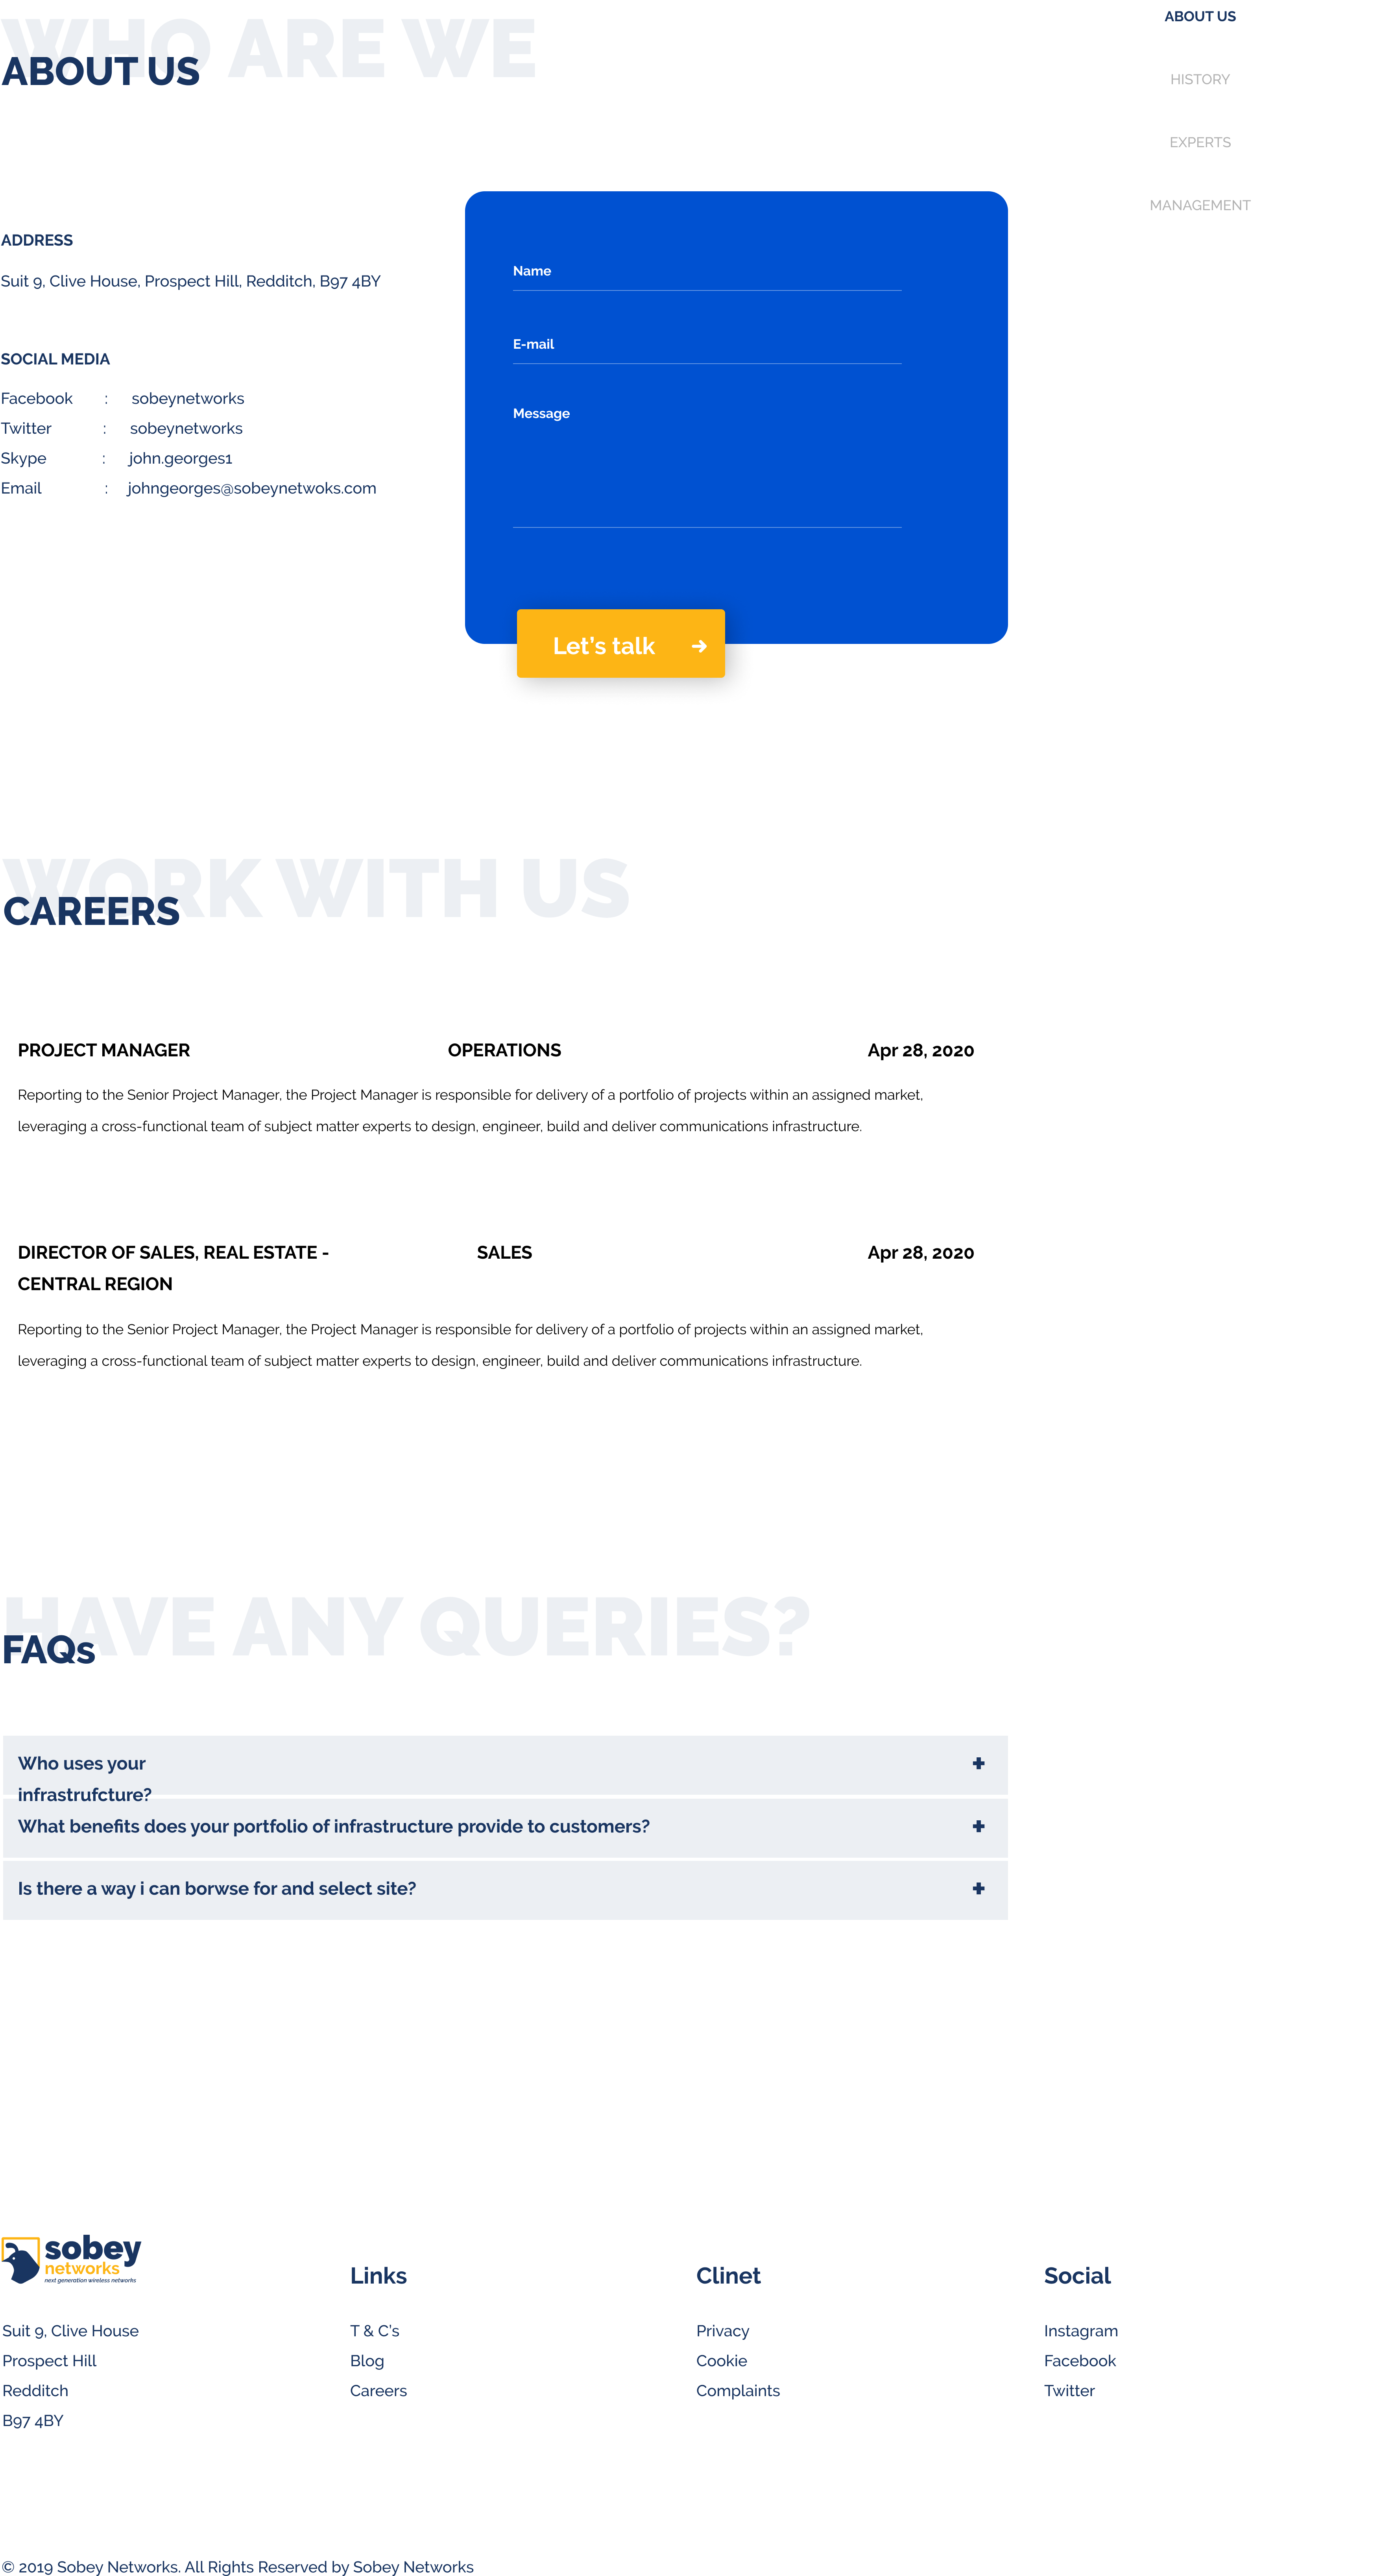 WHO ARE WE
ABOUT US
ABOUT US
HISTORY
EXPERTS
MANAGEMENT
ADDRESS
Suit 9, Clive House, Prospect Hill, Redditch, B97 4BY
SOCIAL MEDIA
Facebook : sobeynetworks
Twitter : sobeynetworks
Skype : john.georges1
Email : johngeorges@sobeynetwoks.com
Name
E-mail
Message
Let’s talk
WORK WITH US
CAREERS
PROJECT MANAGER OPERATIONS Apr 28, 2020
Reporting to the Senior Project Manager, the Project Manager is responsible for delivery of a portfolio of projects within an assigned market,
leveraging a cross-functional team of subject matter experts to design, engineer, build and deliver communications infrastructure.
DIRECTOR OF SALES, REAL ESTATE - SALES Apr 28, 2020
CENTRAL REGION
Reporting to the Senior Project Manager, the Project Manager is responsible for delivery of a portfolio of projects within an assigned market,
leveraging a cross-functional team of subject matter experts to design, engineer, build and deliver communications infrastructure.
HAVE ANY QUERIES?
FAQs
Who uses your
infrastrufcture?
What benefits does your portfolio of infrastructure provide to customers?
Is there a way i can borwse for and select site?
sobey
networks
next generation wireless networks
Suit 9, Clive House
Prospect Hill
Redditch
B97 4BY
Links
T & C’s
Blog
Careers
Clinet
Privacy
Cookie
Complaints
Social
Instagram
Facebook
Twitter
© 2019 Sobey Networks. All Rights Reserved by Sobey Networks